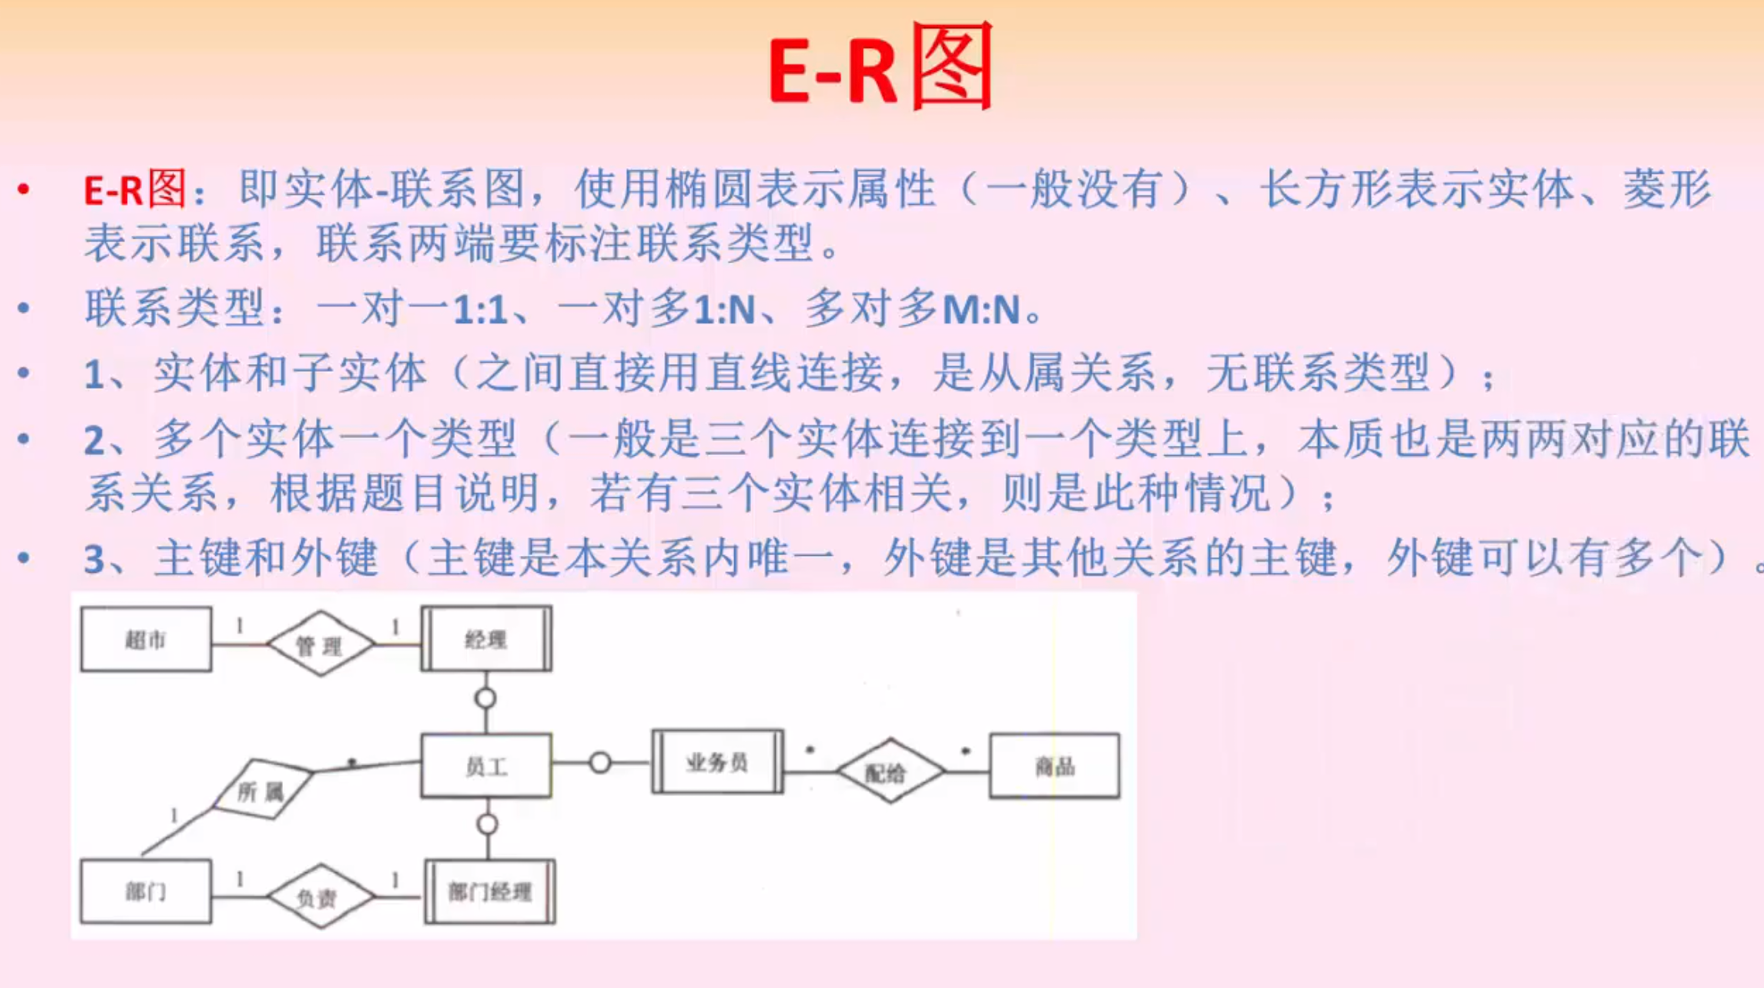 E-R图
• E-R图：即实体-联系图，使用椭圆表示属性（一般没有）、长方形表示实体、菱形
表示联系，联系两端要标注联系类型。
• 联系类型：一对一1:1、一对多1:N、多对多M:N。
• 1、实体和子实体（之间直接用直线连接，是从属关系，无联系类型）；
• 2、多个实体一个类型（一般是三个实体连接到一个类型上，本质也是两两对应的联
系关系，根据题目说明，若有三个实体相关，则是此种情况）；
• 3、主键和外键（主键是本关系内唯一，外键是其他关系的主键，外键可以有多个）。
超市 1 管理 1 经理
员工 业务员 * 配给 * 商品
* 所属 1
部门 1 负责 1 部门经理